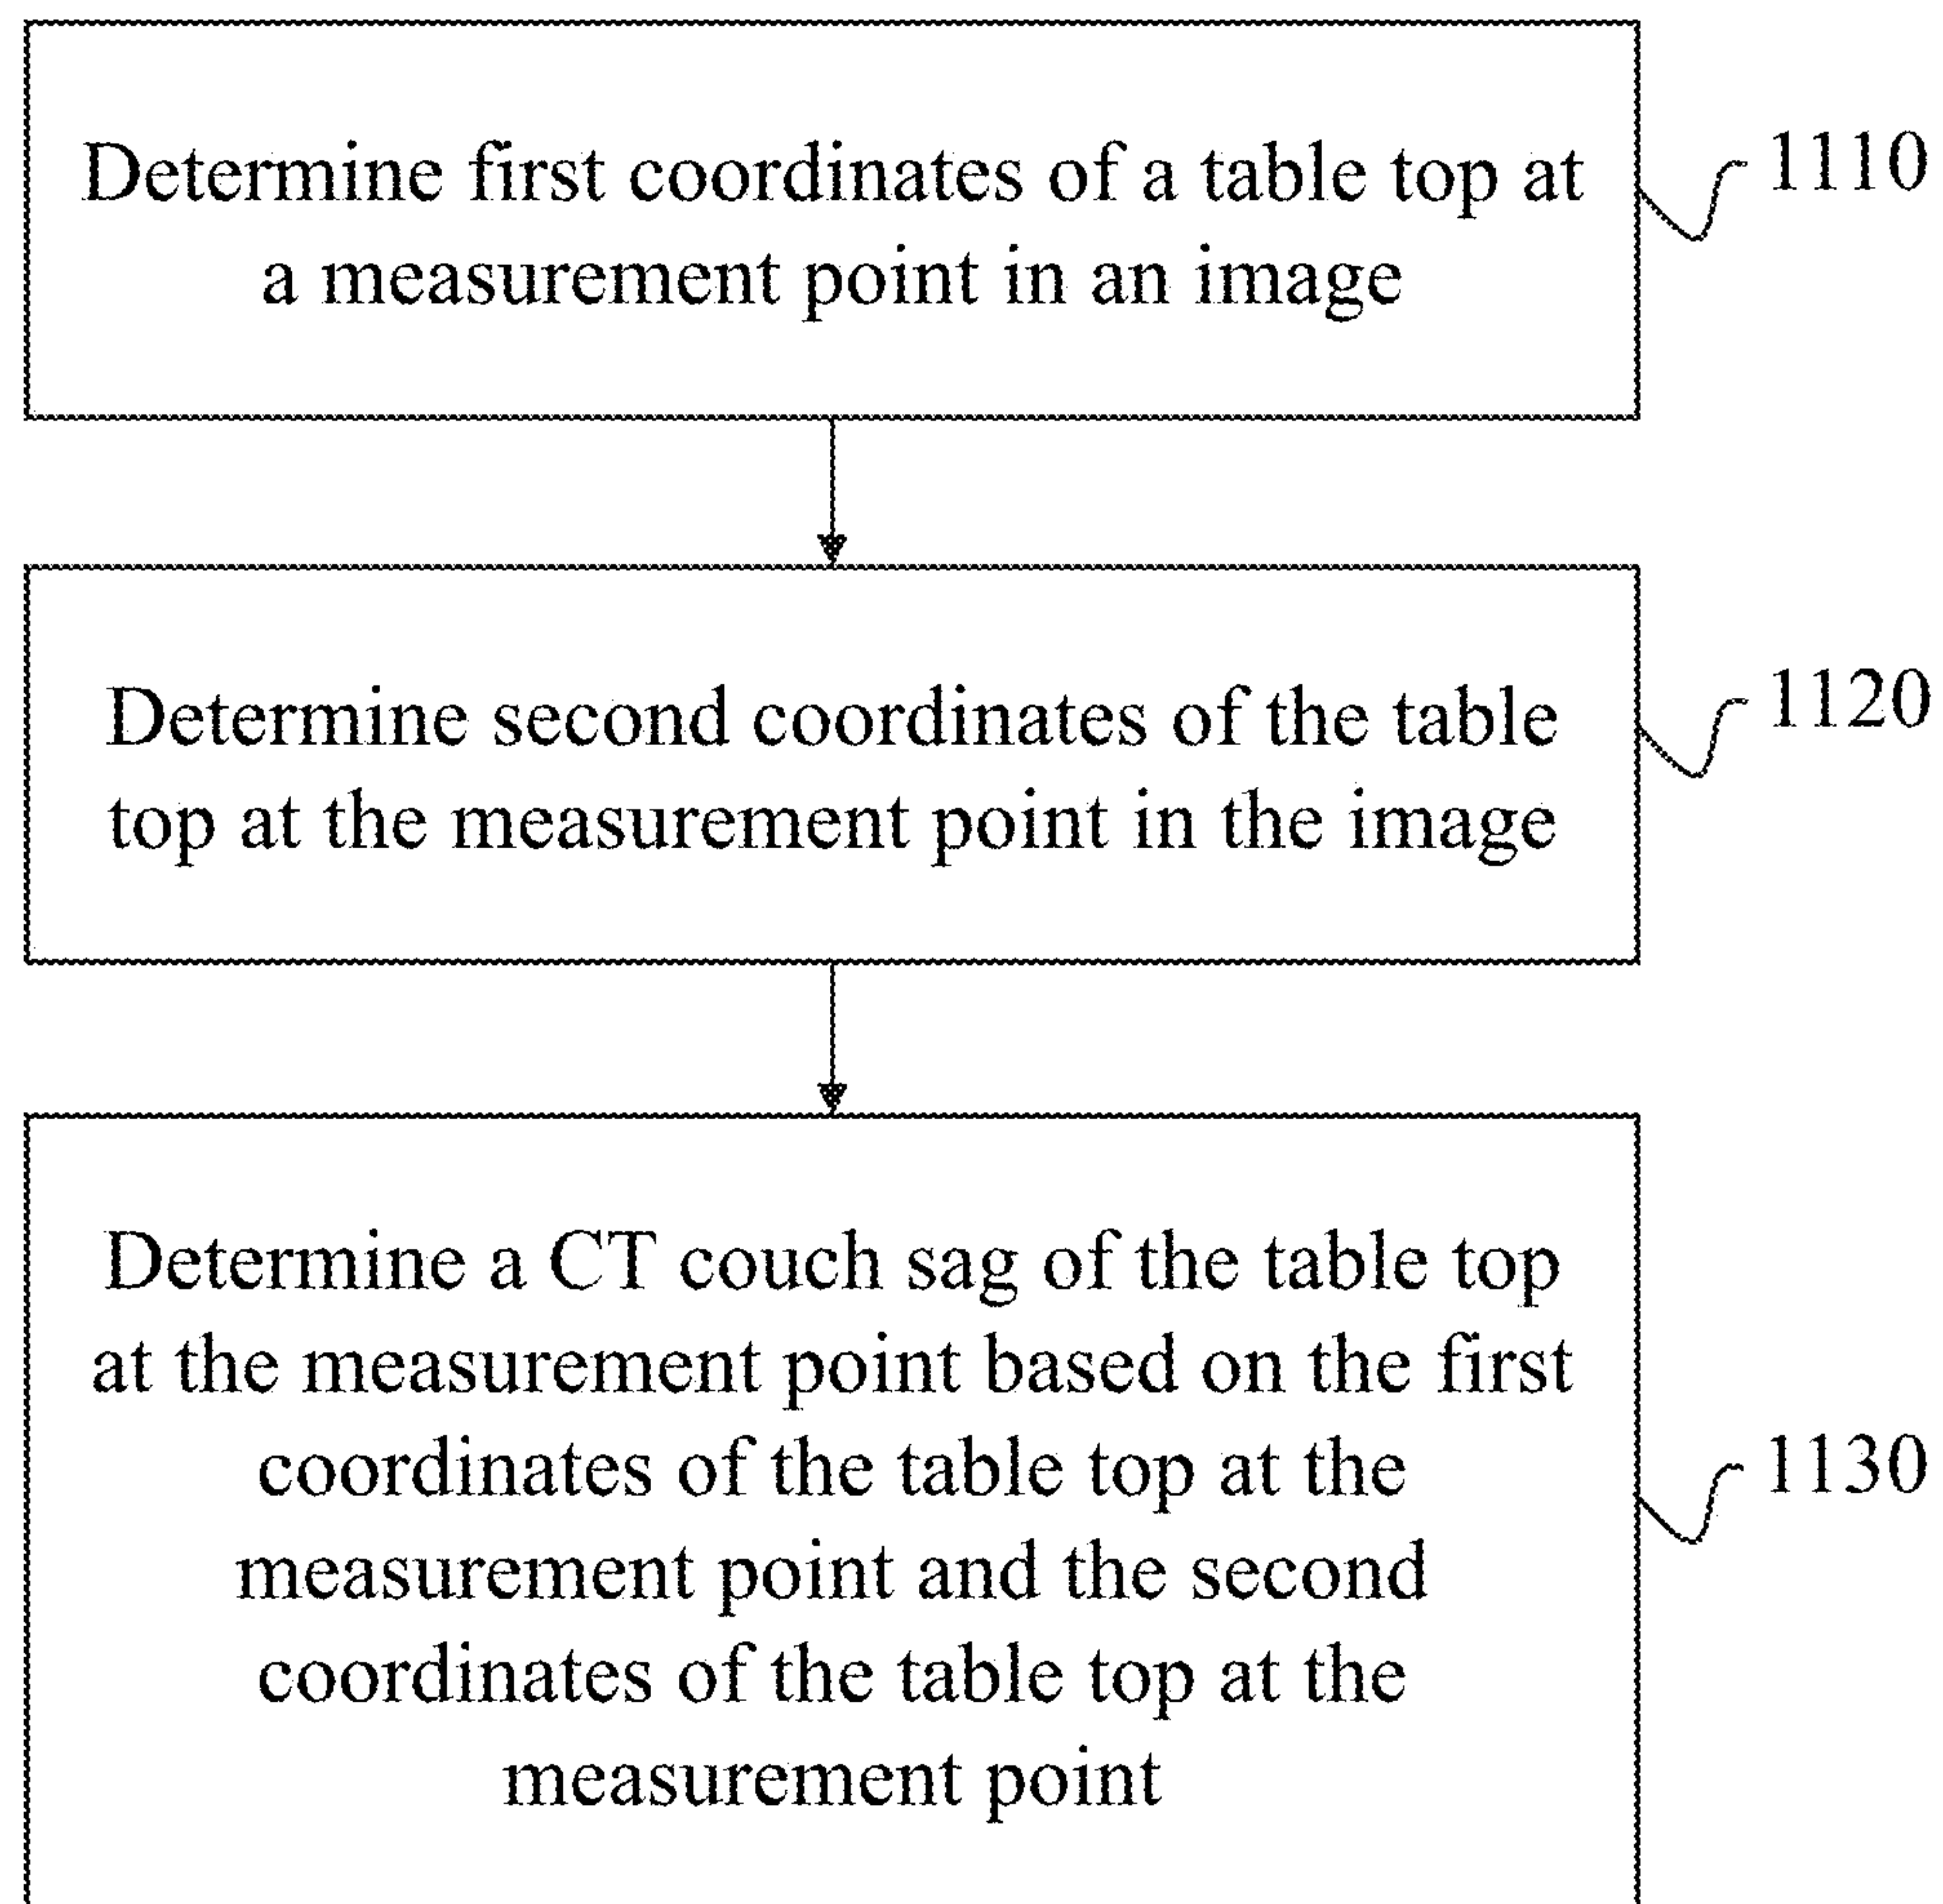 Determine first coordinates of a table top at
a measurement point in an image
1110
Determine second coordinates of the table
top at the measurement point in the image
1120
Determine a CT couch sag of the table top
at the measurement point based on the first
coordinates of the table top at the
measurement point and the second
coordinates of the table top at the
measurement point
1130